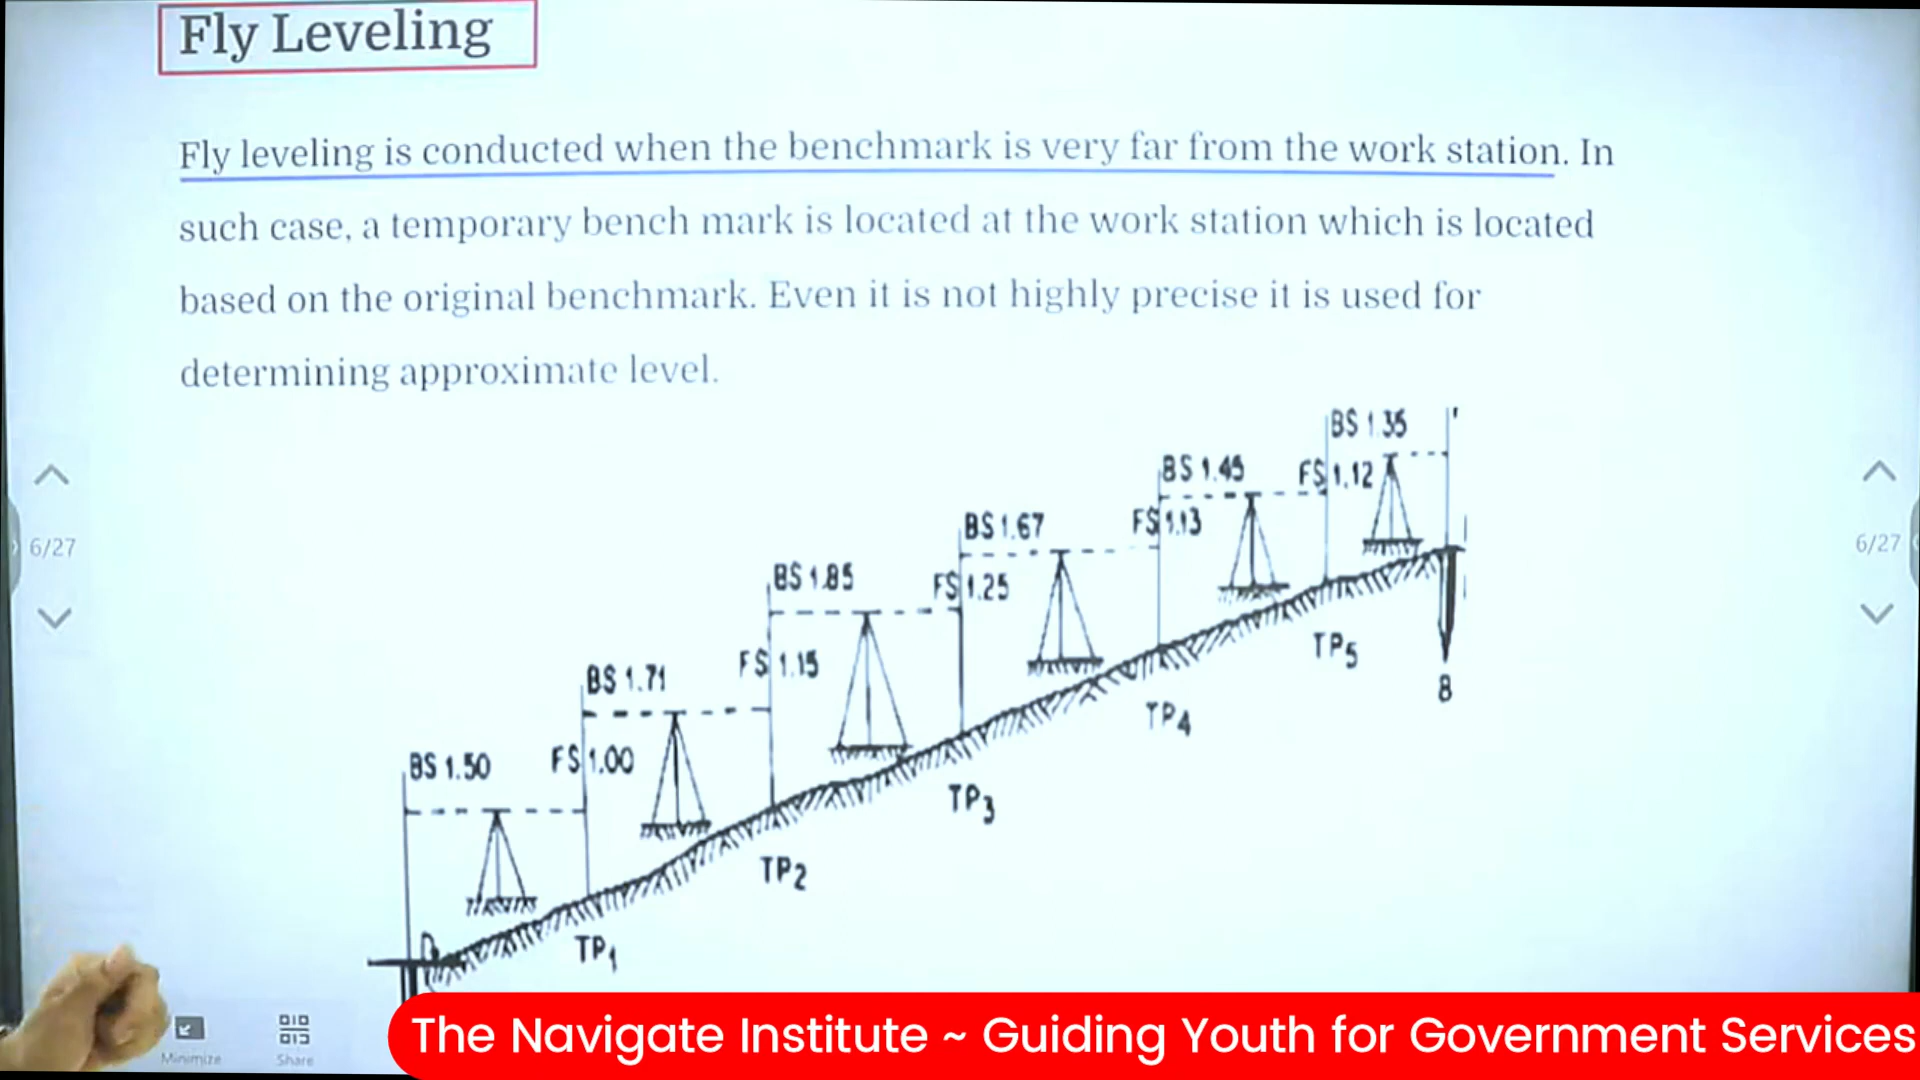 Fly Leveling
Fly leveling is conducted when the benchmark is very far from the work station. In
such case, a temporary bench mark is located at the work station which is located
based on the original benchmark. Even it is not highly precise it is used for
determining approximate level.
BS 1.35
BS 1.45 FS 1.12
BS 1.67 FS 1.13
BS 1.85 FS 1.25
6/27
6/27
BS 1.71 FS 1.15
BS 1.50 FS 1.00
TP5
B
TP4
TP3
TP2
TP1
Minimize
Share
The Navigate Institute ~ Guiding Youth for Government Services